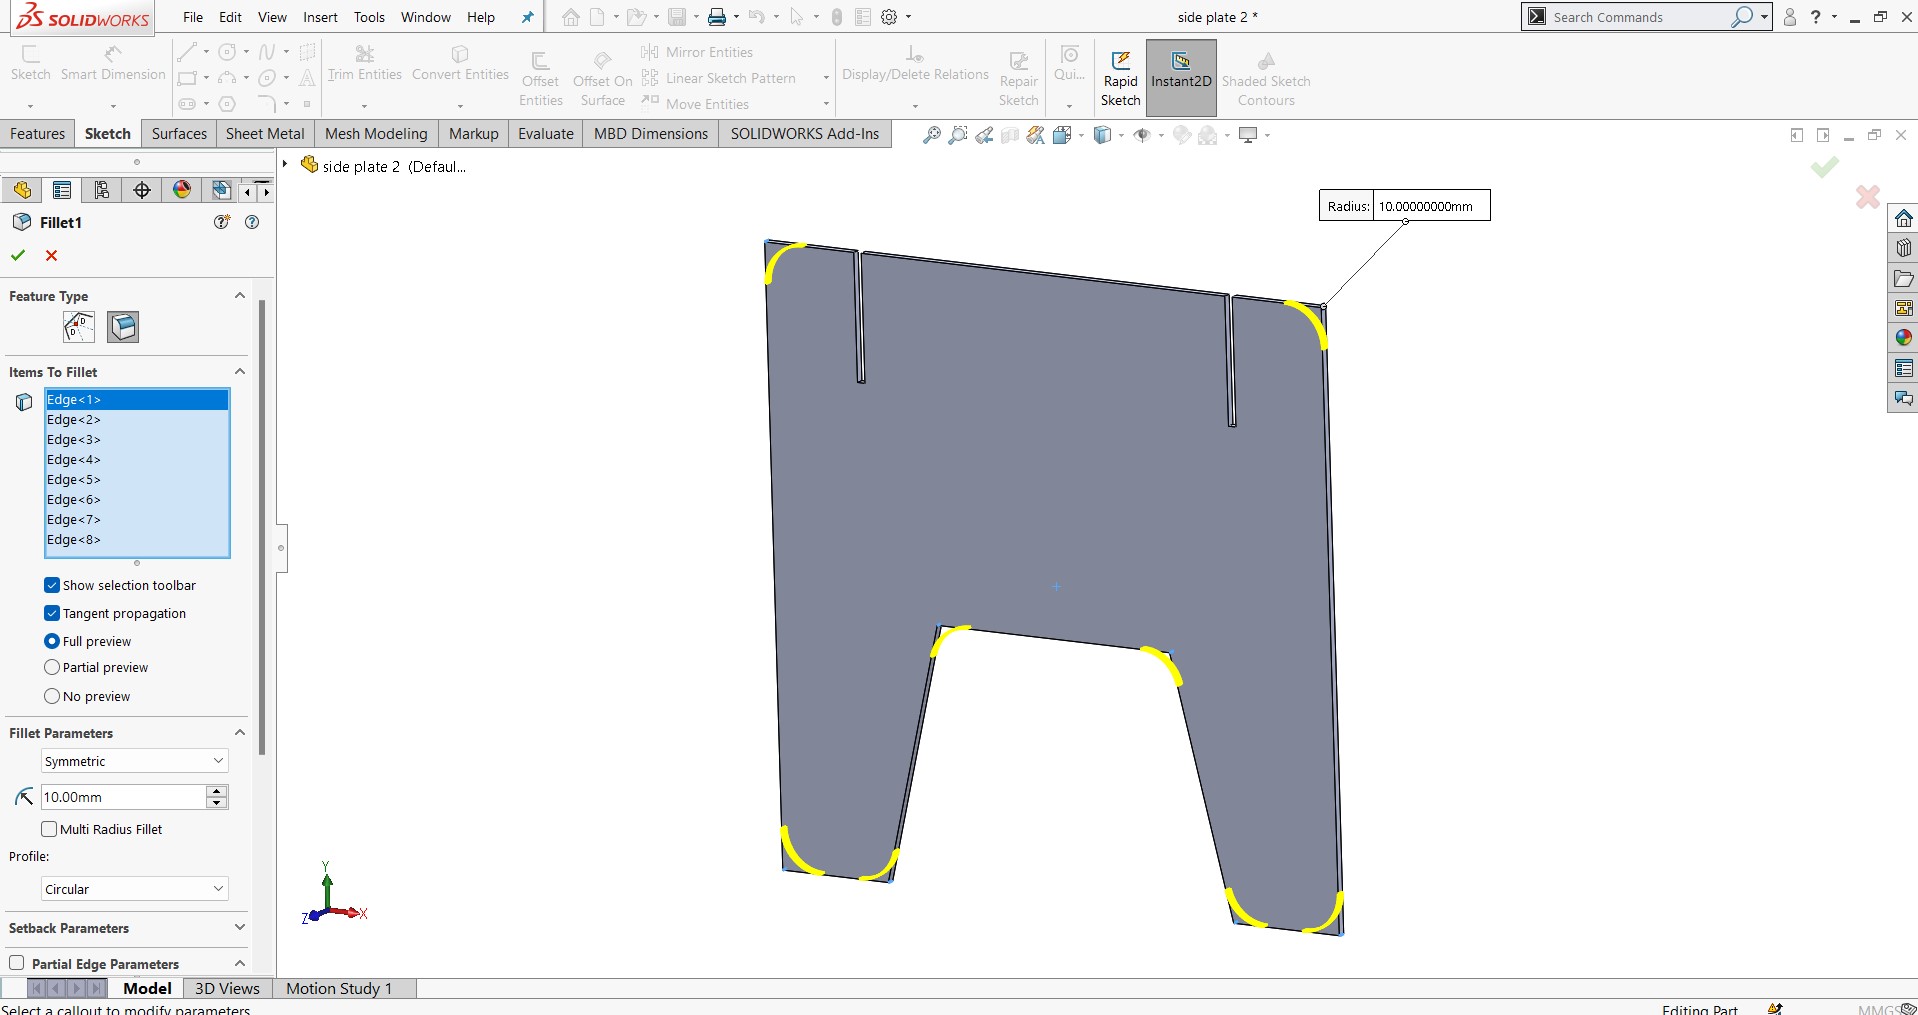 SOLIDWORKS
File Edit View Insert Tools Window Help
side plate 2 *
Search Commands
Sketch Smart Dimension
Trim Entities Convert Entities
Offset Entities
Offset On Surface
Mirror Entities
Linear Sketch Pattern
Move Entities
Display/Delete Relations
Repair Sketch
Qui...
Rapid Sketch
Instant2D
Shaded Sketch Contours
Features Sketch Surfaces Sheet Metal Mesh Modeling Markup Evaluate MBD Dimensions SOLIDWORKS Add-Ins
side plate 2 (Defaul...
Fillet1
Radius: 10.00000000mm
Feature Type
Items To Fillet
Edge<1>
Edge<2>
Edge<3>
Edge<4>
Edge<5>
Edge<6>
Edge<7>
Edge<8>
Show selection toolbar
Tangent propagation
Full preview
Partial preview
No preview
Fillet Parameters
Symmetric
10.00mm
Multi Radius Fillet
Profile:
Circular
Setback Parameters
Partial Edge Parameters
Y
Z X
Model 3D Views Motion Study 1
Select a callout to modify parameters
Editing Part MMGS